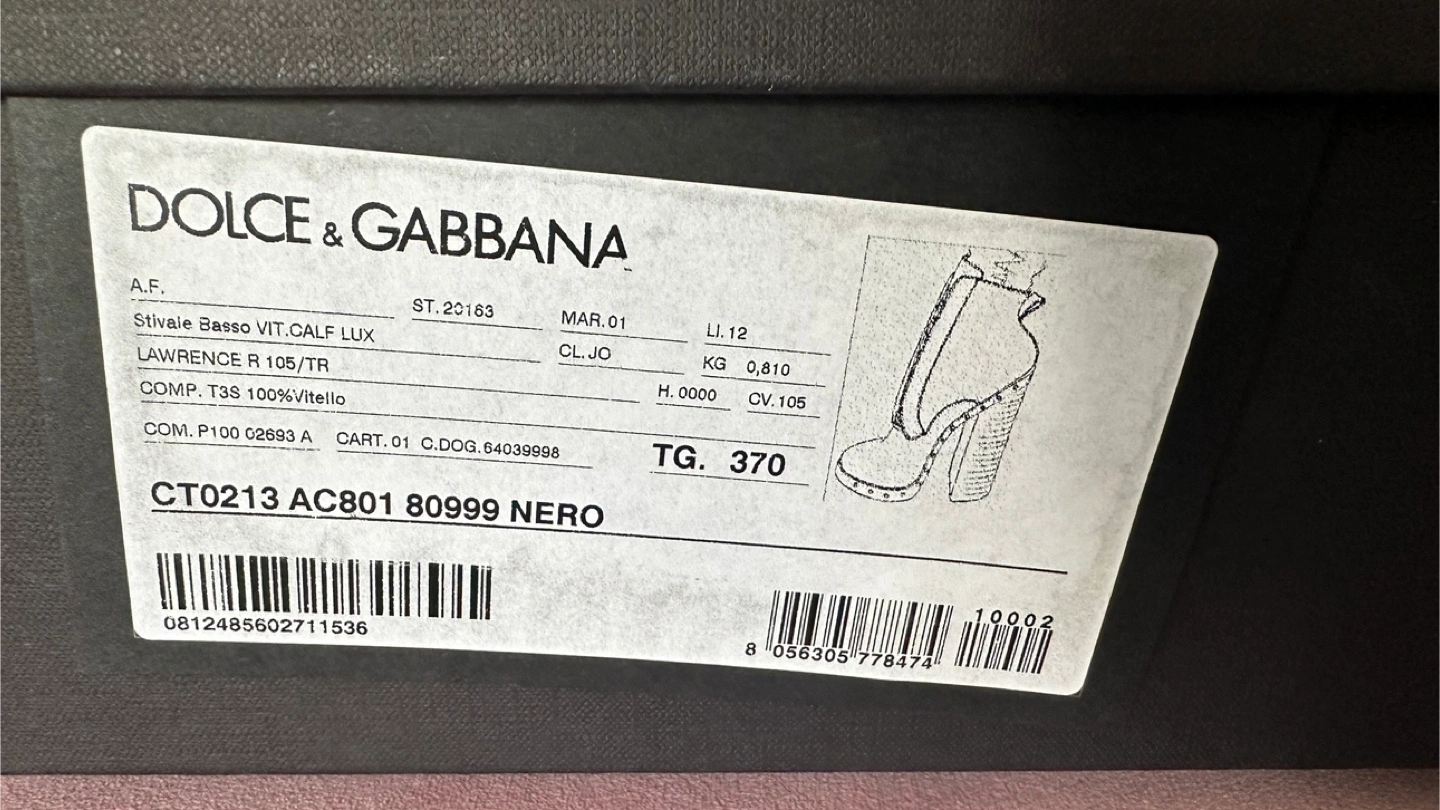 DOLCE & GABBANA
A.F. ST. 20163 MAR. 01 LI. 12
Stivale Basso VIT.CALF LUX CL. JO KG 0,810
LAWRENCE R 105/TR H. 0000 CV. 105
COMP. T3S 100%Vitello
COM. P100 02693 A CART. 01 C.DOG. 64039998 TG. 370
CT0213 AC801 80999 NERO
0812485602711536
10002
8 056305 778474